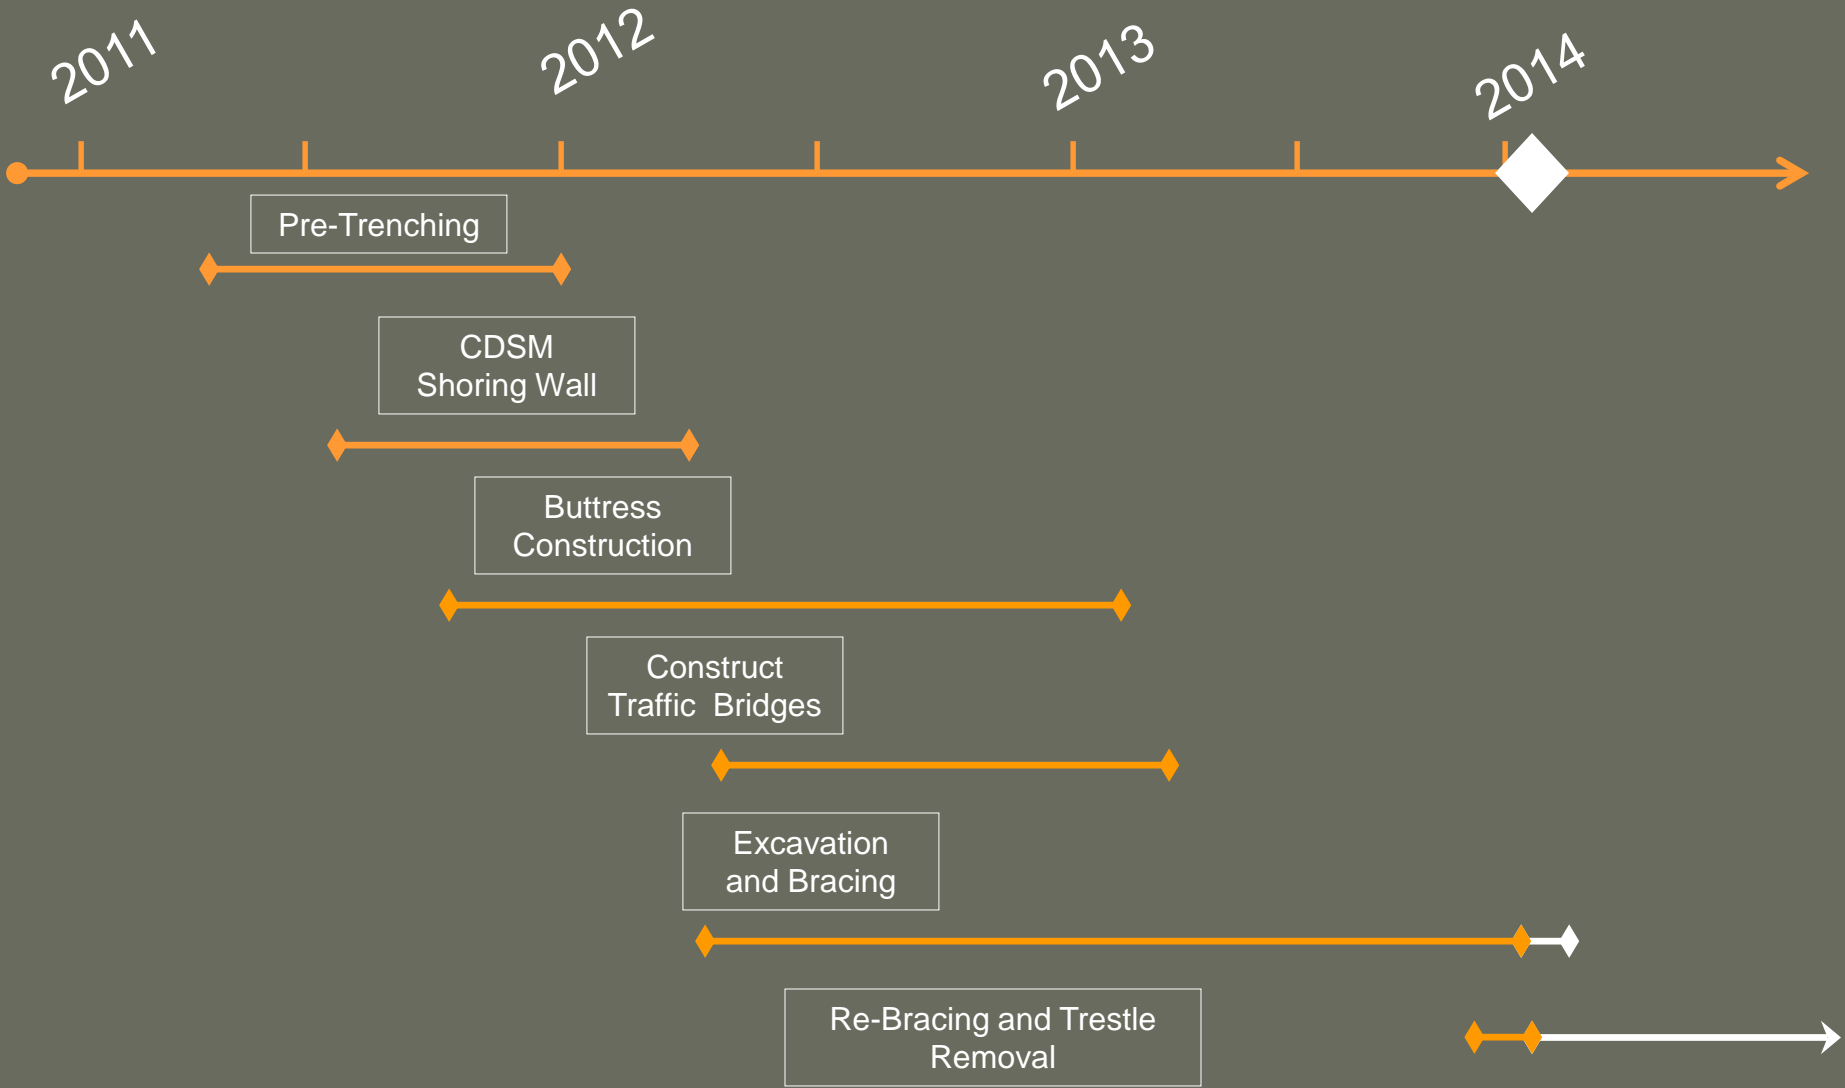 2011
2012
2013
2014
Pre-Trenching
CDSM
Shoring Wall
Buttress
Construction
Construct
Traffic Bridges
Excavation
and Bracing
Re-Bracing and Trestle
Removal